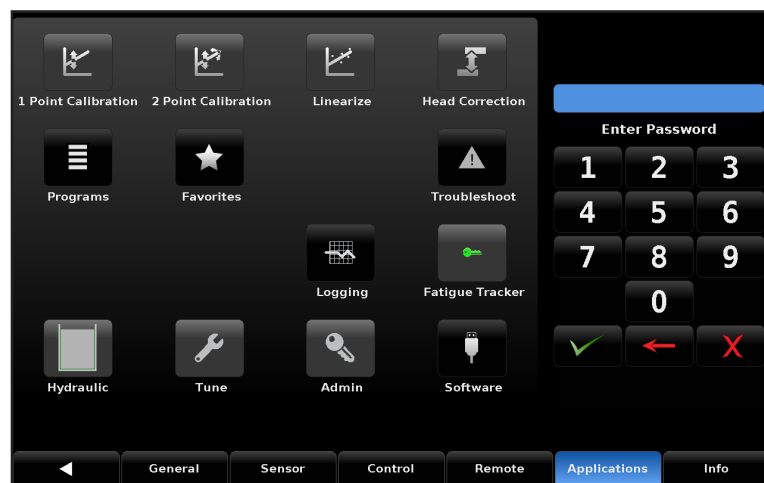 1 Point Calibration 2 Point Calibration Linearize Head Correction
Enter Password
1 2 3
Programs Favorites Troubleshoot
4 5 6
7 8 9
Logging Fatigue Tracker
0
X
Hydraulic Tune Admin Software
General Sensor Control Remote Applications Info